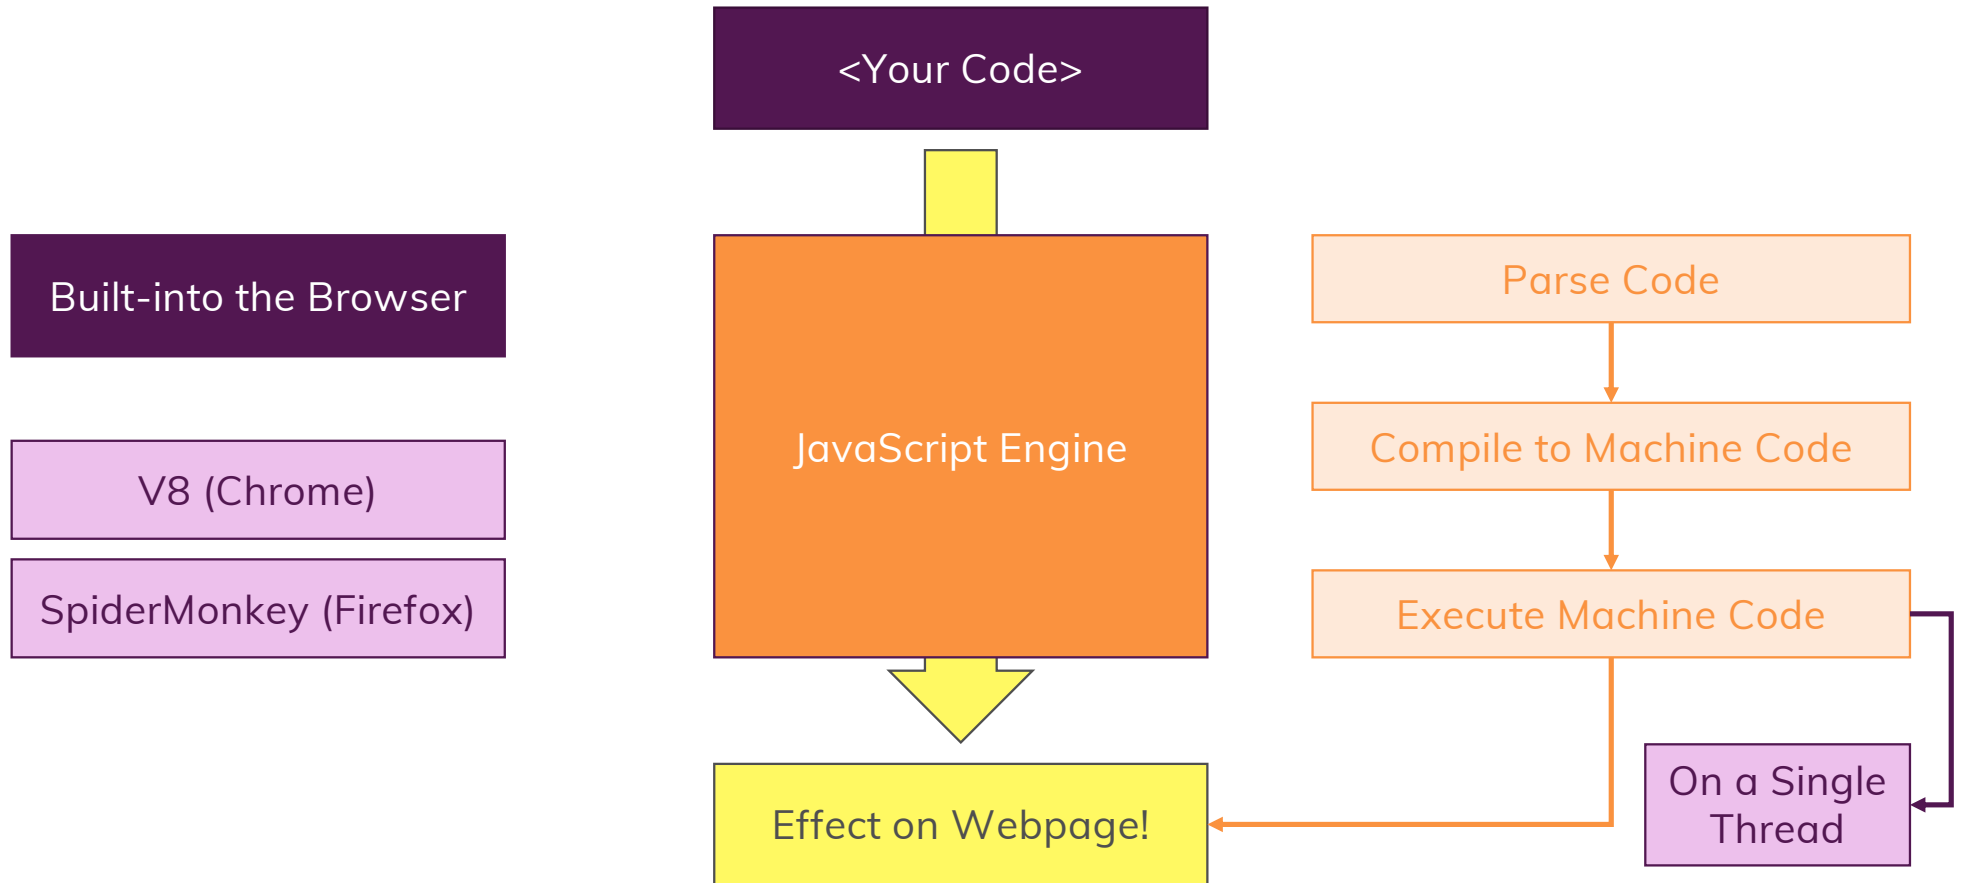 <Your Code>
Built-into the Browser
V8 (Chrome)
SpiderMonkey (Firefox)
JavaScript Engine
Parse Code
Compile to Machine Code
Execute Machine Code
On a Single
Thread
Effect on Webpage!